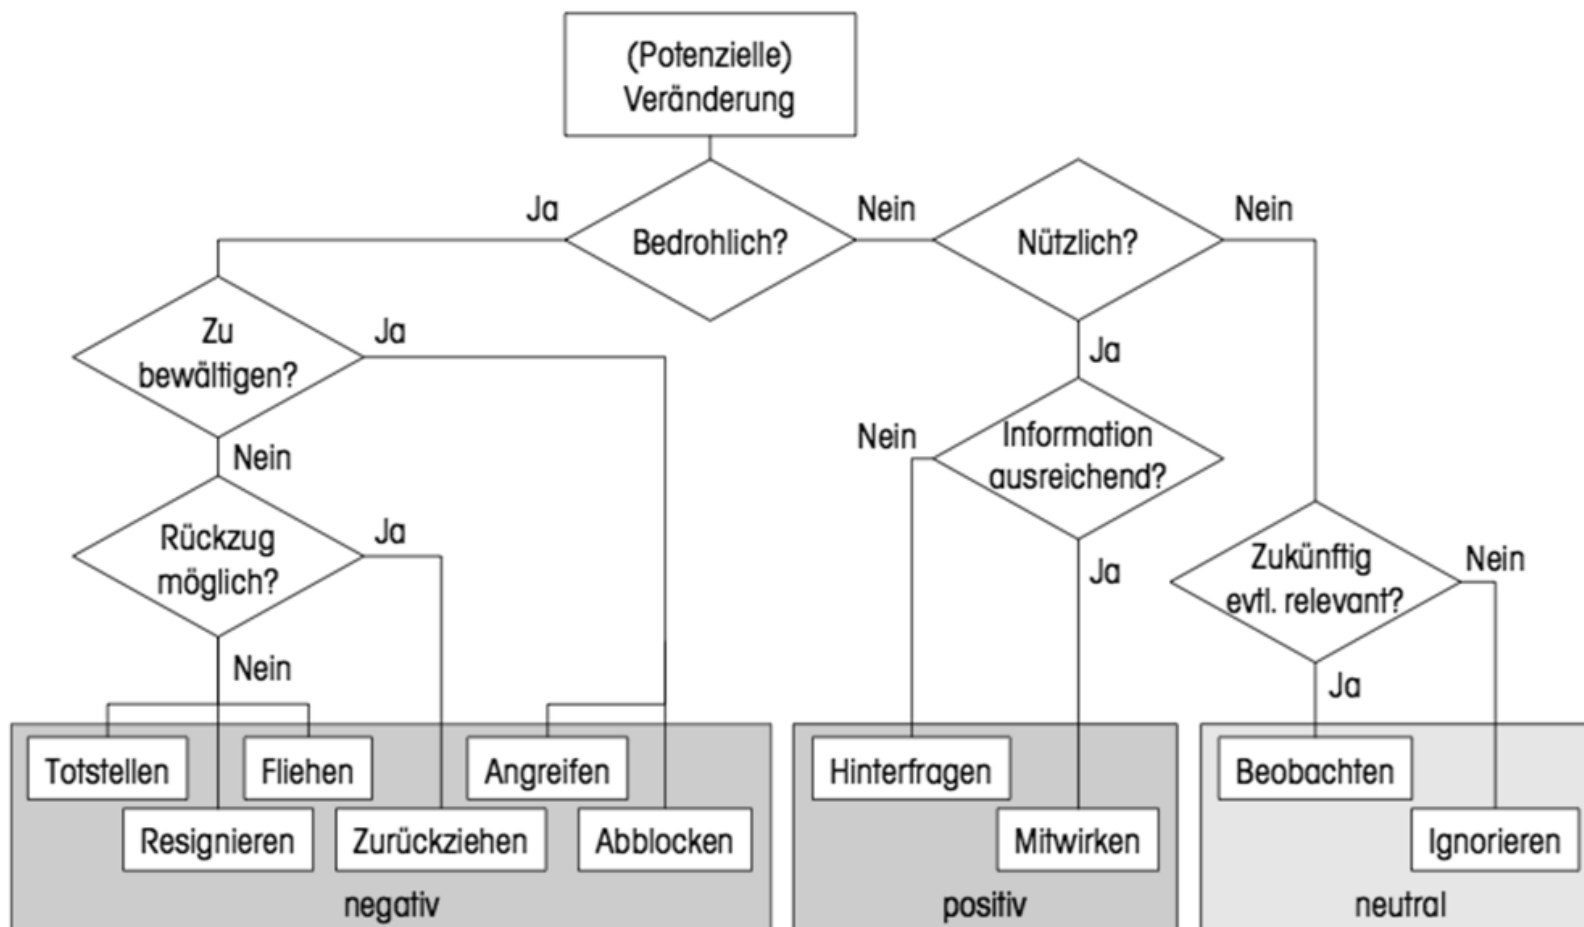 (Potenzielle)
Veränderung
Ja
Bedrohlich?
Nein
Nützlich?
Nein
Zu
bewältigen?
Ja
Ja
Nein
Information
ausreichend?
Nein
Rückzug
möglich?
Ja
Ja
Zukünftig
evtl. relevant?
Nein
Nein
Ja
Totstellen
Fliehen
Angreifen
Hinterfragen
Beobachten
Resignieren
Zurückziehen
Abblocken
Mitwirken
Ignorieren
negativ
positiv
neutral